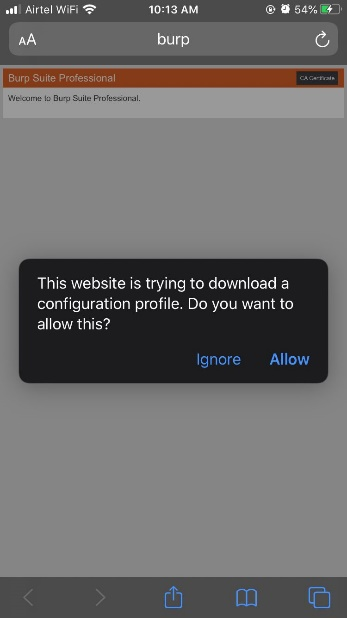 Airtel WiFi 10:13 AM 54%
AA burp
Burp Suite Professional CA Certificate
Welcome to Burp Suite Professional.
This website is trying to download a
configuration profile. Do you want to
allow this?
Ignore Allow